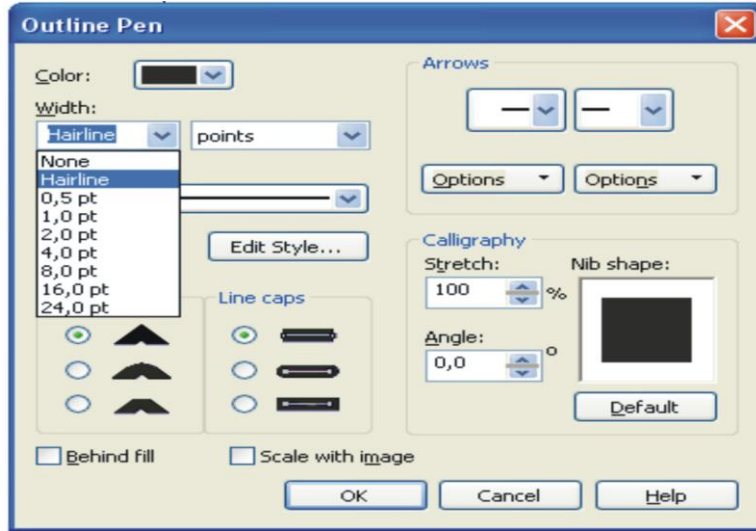 Outline Pen
Color:
Width:
Hairline
points
None
Hairline
0,5 pt
1,0 pt
2,0 pt
4,0 pt
8,0 pt
16,0 pt
24,0 pt
Edit Style...
Line caps
Behind fill
Scale with image
Arrows
Options
Options
Calligraphy
Stretch:
100 %
Angle:
0,0 °
Nib shape:
Default
OK
Cancel
Help